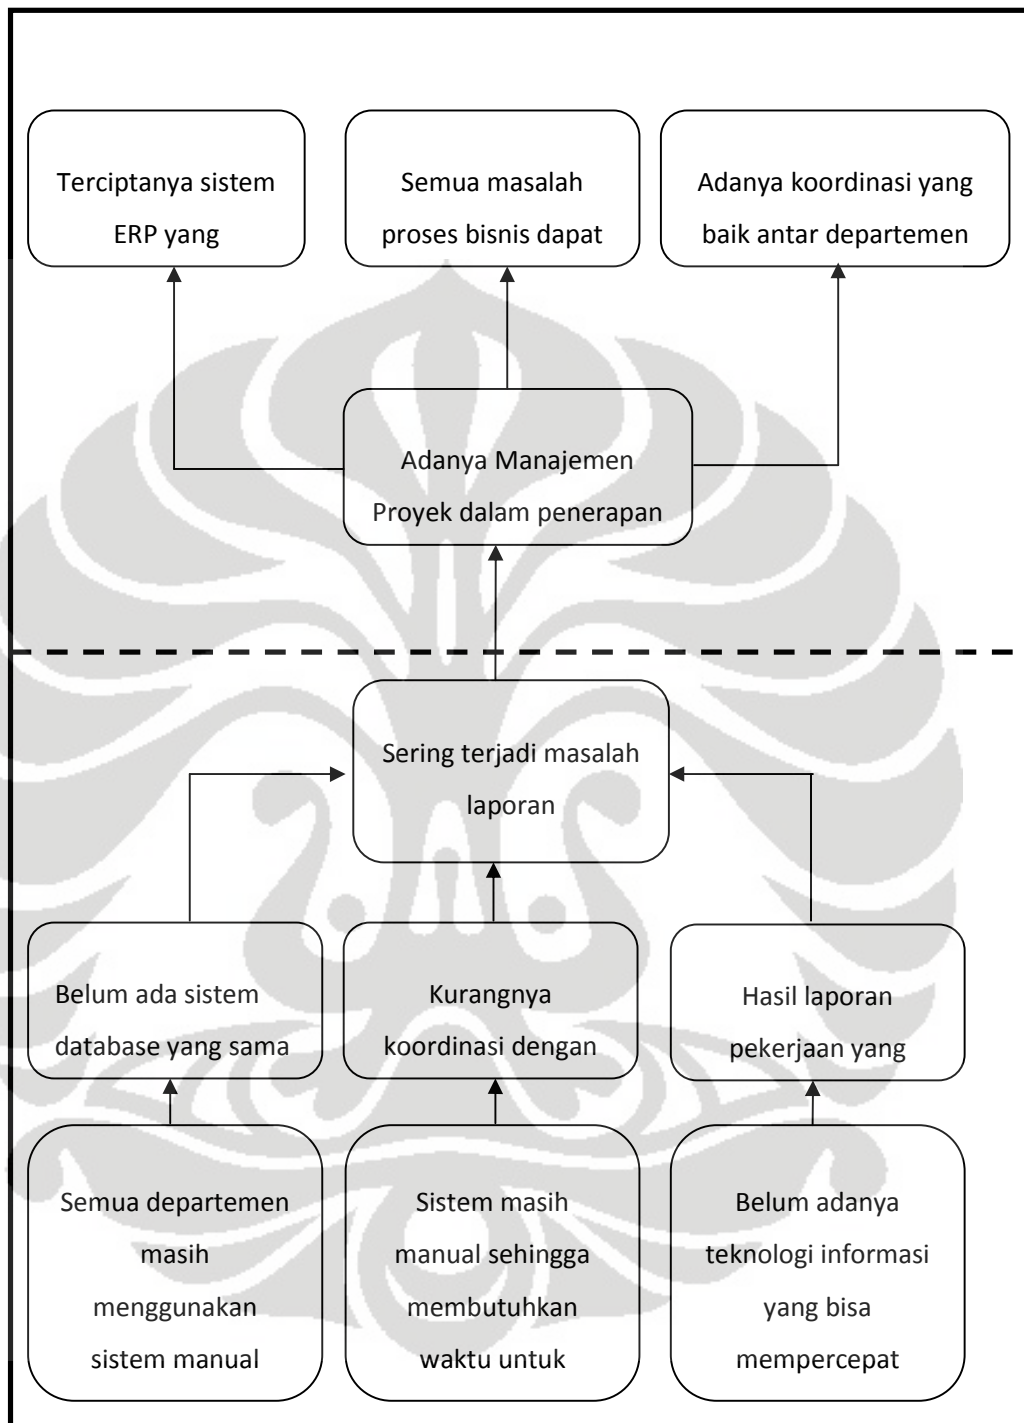 Terciptanya sistem
ERP yang
Semua masalah
proses bisnis dapat
Adanya koordinasi yang
baik antar departemen
Adanya Manajemen
Proyek dalam penerapan
Sering terjadi masalah
laporan
Belum ada sistem
database yang sama
Kurangnya
koordinasi dengan
Hasil laporan
pekerjaan yang
Semua departemen
masih
menggunakan
sistem manual
Sistem masih
manual sehingga
membutuhkan
waktu untuk
Belum adanya
teknologi informasi
yang bisa
mempercepat